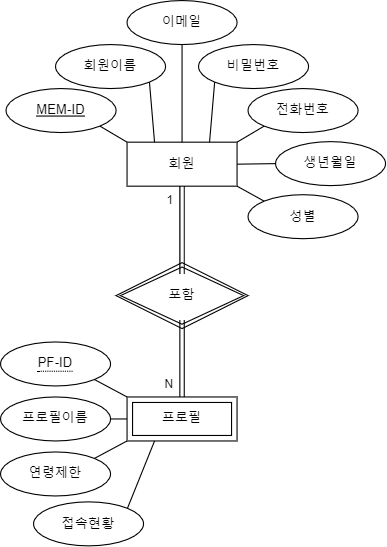 이메일
회원이름
비밀번호
MEM-ID
전화번호
회원
생년월일
1
성별
포함
PF-ID
N
프로필이름
프로필
연령제한
접속현황